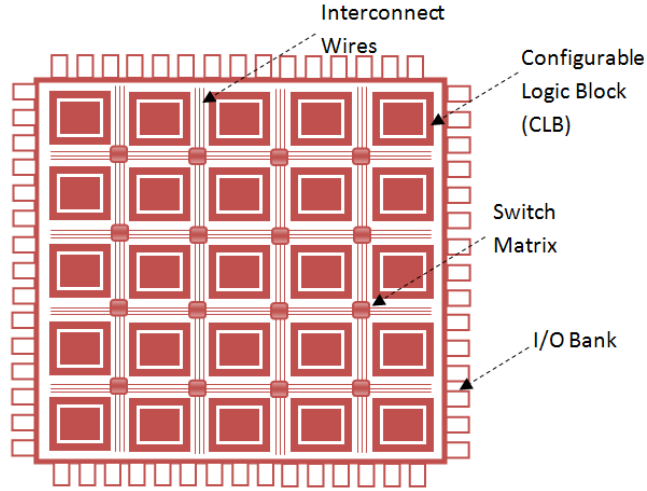 Interconnect
Wires
Configurable
Logic Block
(CLB)
Switch
Matrix
I/O Bank